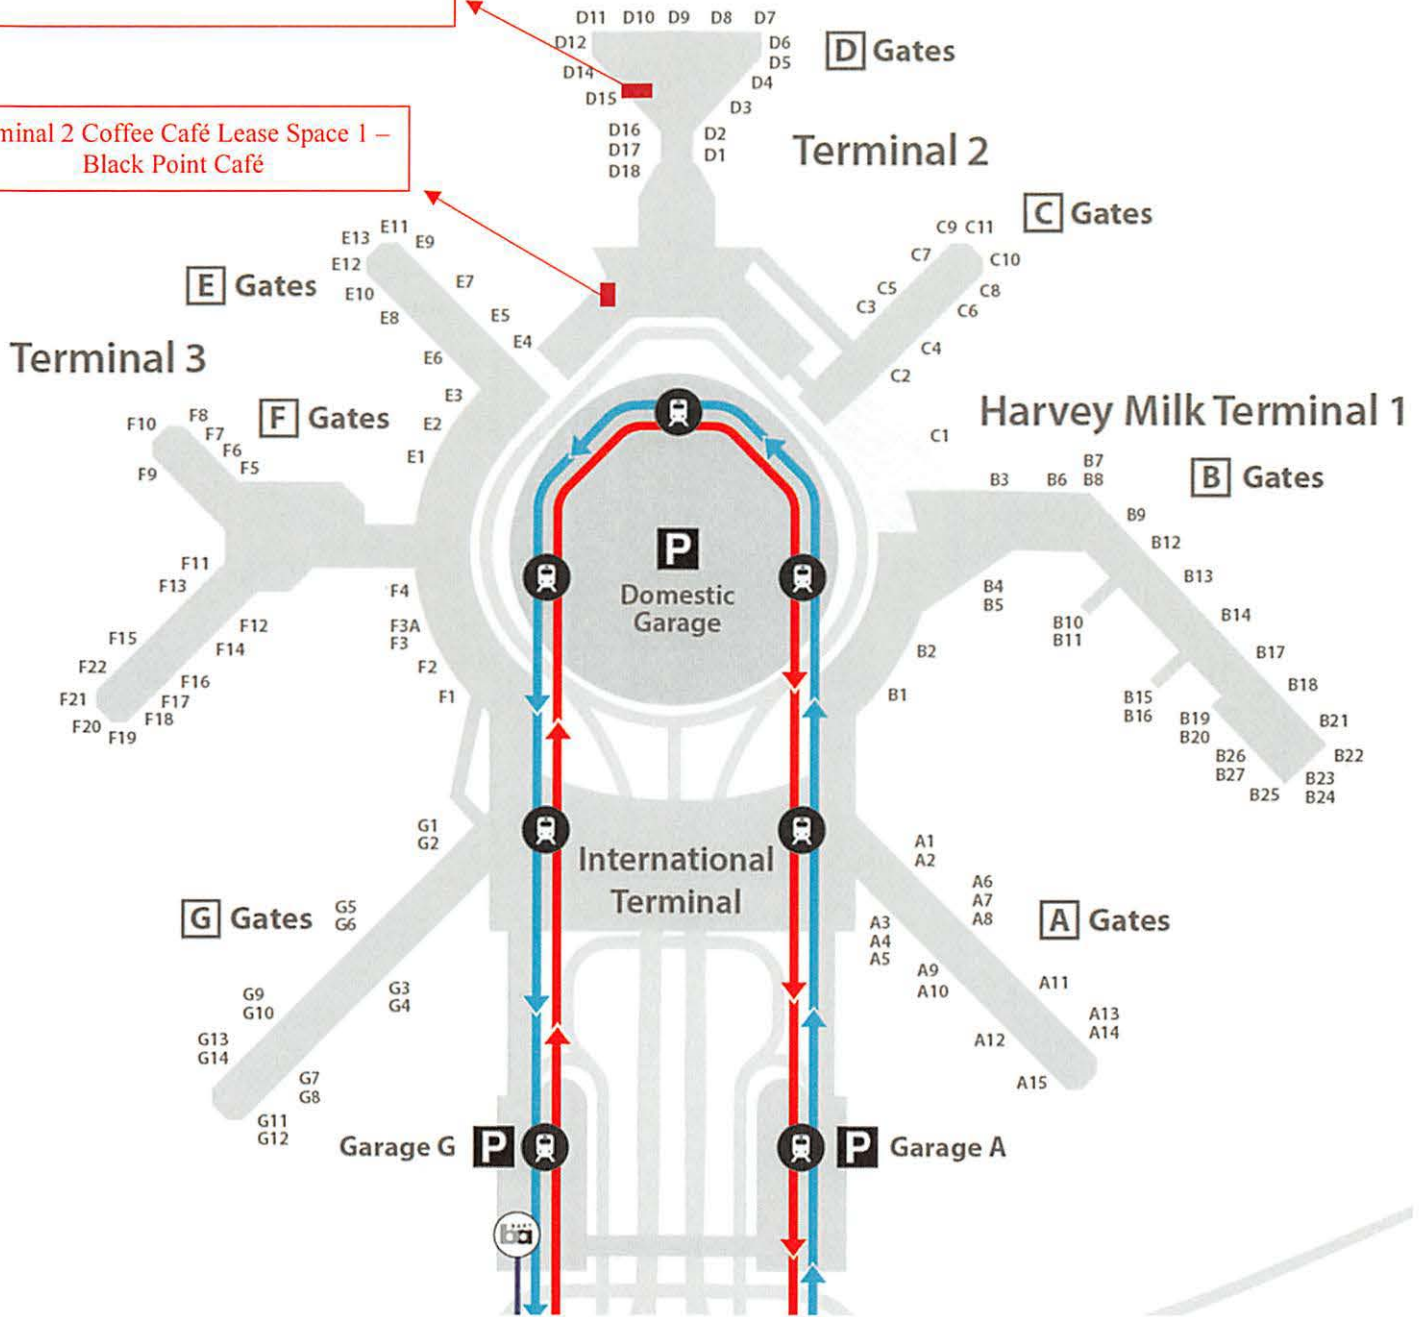 D11 D10 D9 D8 D7
D12
D6
D5
D Gates
D14
D4
D15
D3
minal 2 Coffee Café Lease Space 1 –
Black Point Café
D16
D17
D18
D2
D1
Terminal 2
C Gates
C9 C11
C7
C10
C5
C8
C3
C6
C4
C2
C1
E11
E13
E9
E12
E7
E Gates
E10
E5
E8
E4
E6
E3
E2
E1
Terminal 3
F Gates
F10
F8
F7
F6
F5
F9
Harvey Milk Terminal 1
B7
B8
B3
B6
B Gates
B9
B12
B13
B4
B5
B14
B10
B11
B17
B2
B18
B1
B15
B16
B19
B20
B21
B26
B27
B22
B25
B23
B24
P
Domestic
Garage
F11
F13
F4
F12
F3A
F3
F15
F14
F22
F2
F16
F21
F17
F1
F20
F18
F19
G1
G2
International
Terminal
A1
A2
A6
A7
A8
G Gates
G5
G6
A3
A4
A5
A Gates
A9
A10
A11
G9
G10
G3
G4
A13
A14
G13
G14
A12
G7
G8
A15
G11
G12
Garage G P
P Garage A
ba